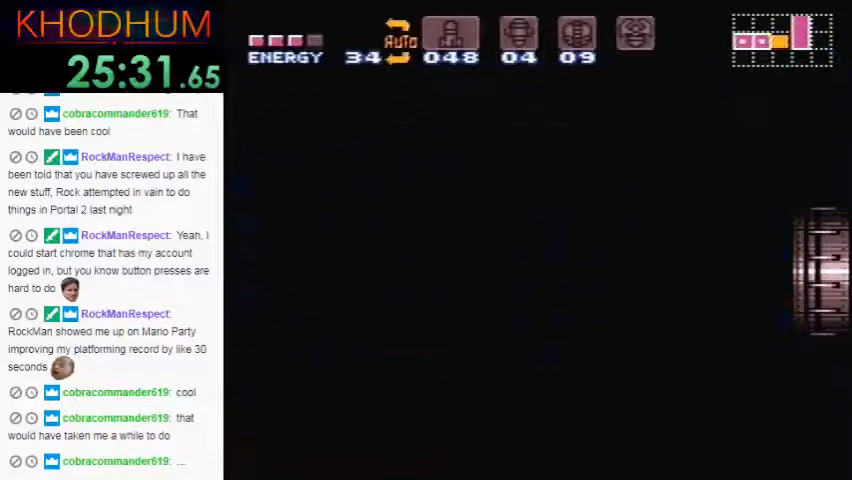 KHODHUM
25:31.65
cobracommander619: That
would have been cool
RockManRespect: I have
been told that you have screwed up all the
new stuff, Rock attempted in vain to do
things in Portal 2 last night
RockManRespect: Yeah, I
could start chrome that has my account
logged in, but you know button presses are
hard to do
RockManRespect:
RockMan showed me up on Mario Party
improving my platforming record by like 30
seconds
cobracommander619: cool
cobracommander619: that
would have taken me a while to do
cobracommander619: ...
AUTO
ENERGY 34 048 04 09